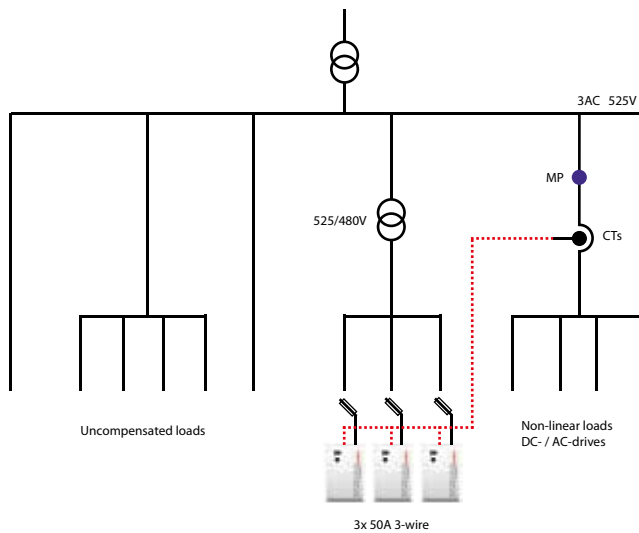 3AC 525V
MP
525/480V
CTs
Uncompensated loads
Non-linear loads
DC- / AC-drives
3x 50A 3-wire